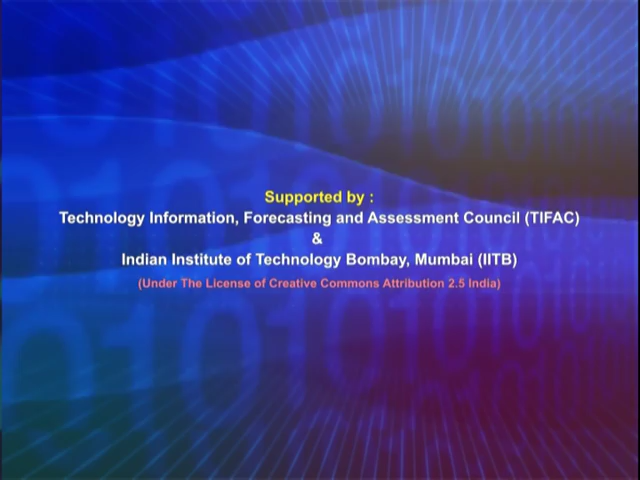 Supported by :
Technology Information, Forecasting and Assessment Council (TIFAC)
&
Indian Institute of Technology Bombay, Mumbai (IITB)
(Under The License of Creative Commons Attribution 2.5 India)